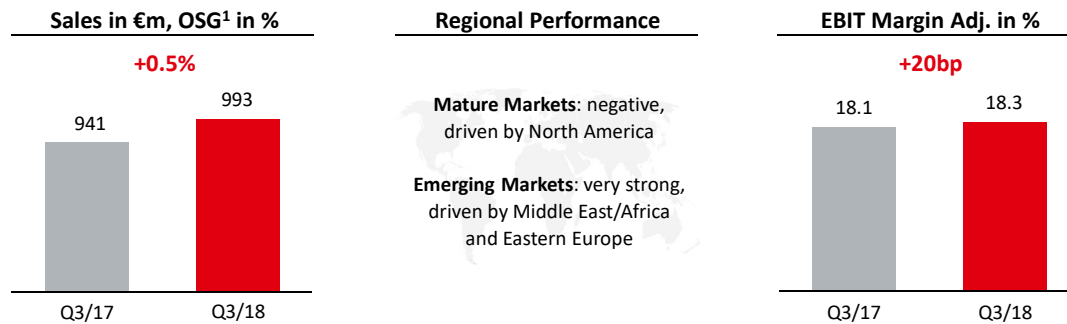 Sales in €m, OSG¹ in %
+0.5%
941
993
Q3/17
Q3/18
Regional Performance
Mature Markets: negative,
driven by North America
Emerging Markets: very strong,
driven by Middle East/Africa
and Eastern Europe
EBIT Margin Adj. in %
+20bp
18.1
18.3
Q3/17
Q3/18